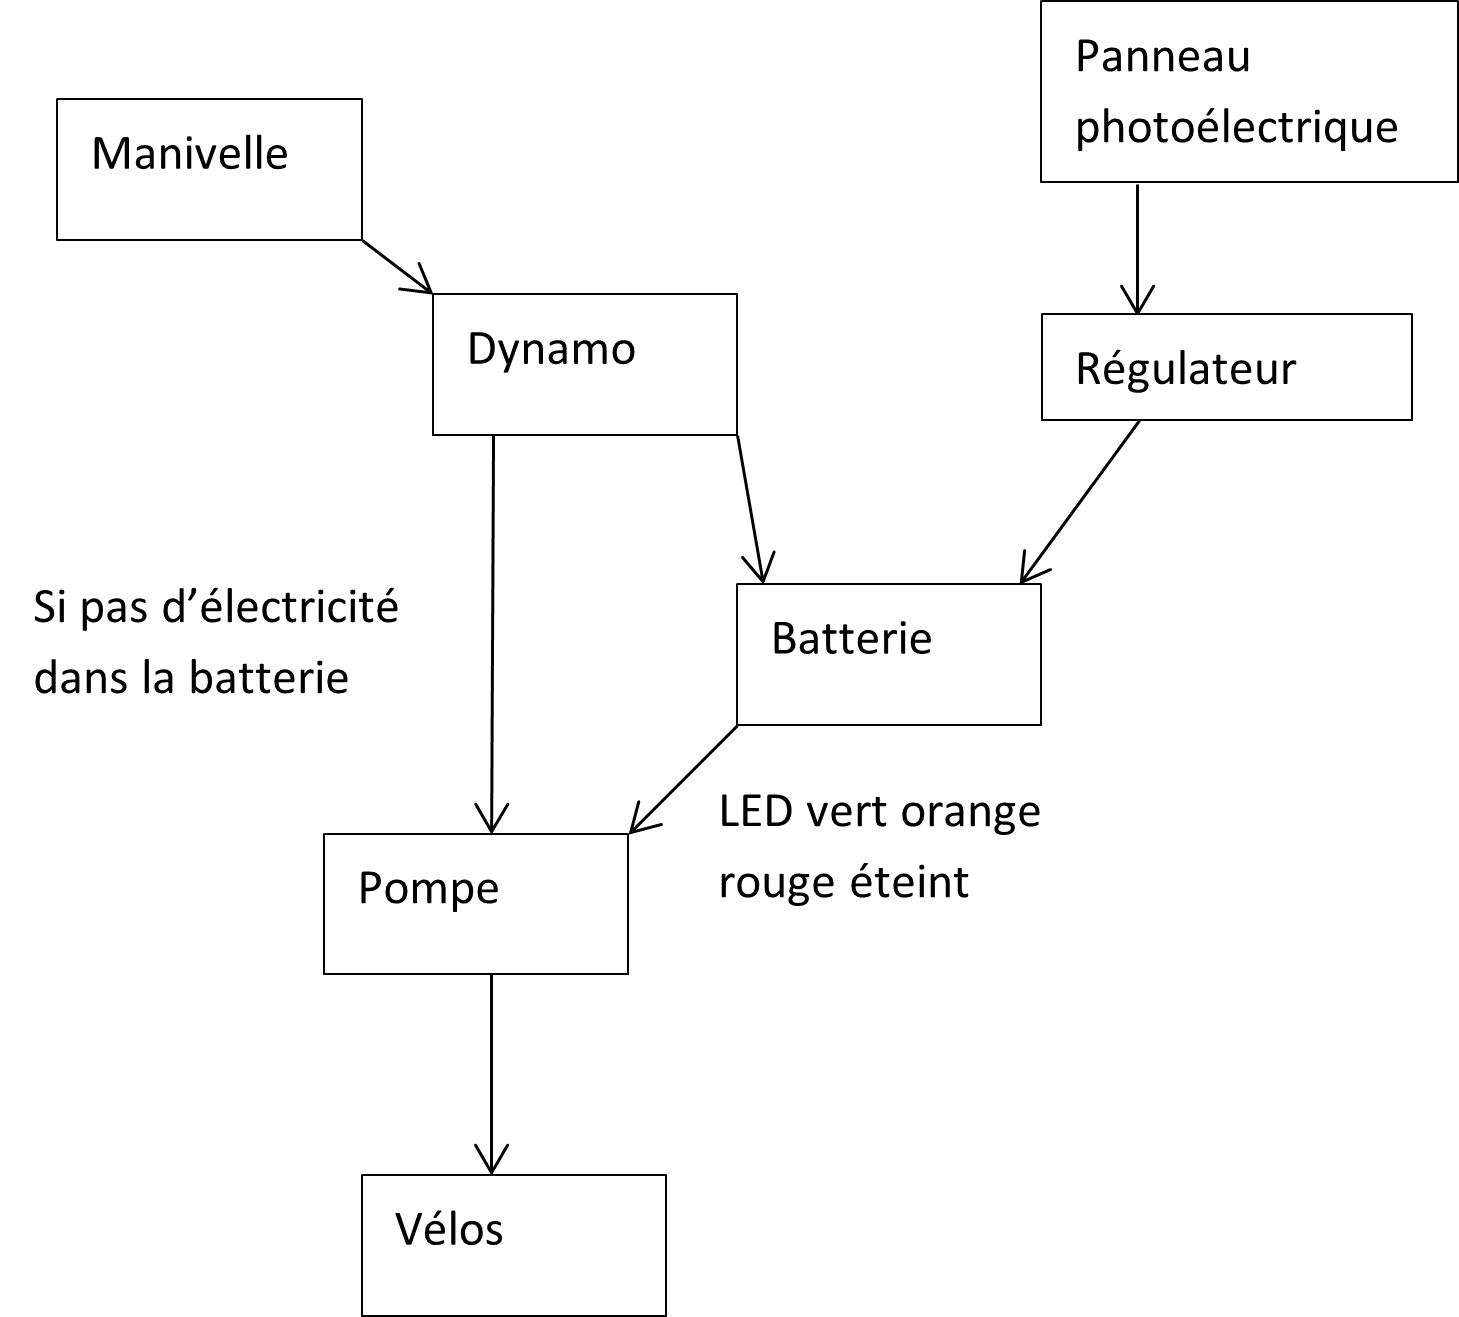 Panneau
photoélectrique
Manivelle
Dynamo
Régulateur
Si pas d’électricité
dans la batterie
Batterie
LED vert orange
rouge éteint
Pompe
Vélos